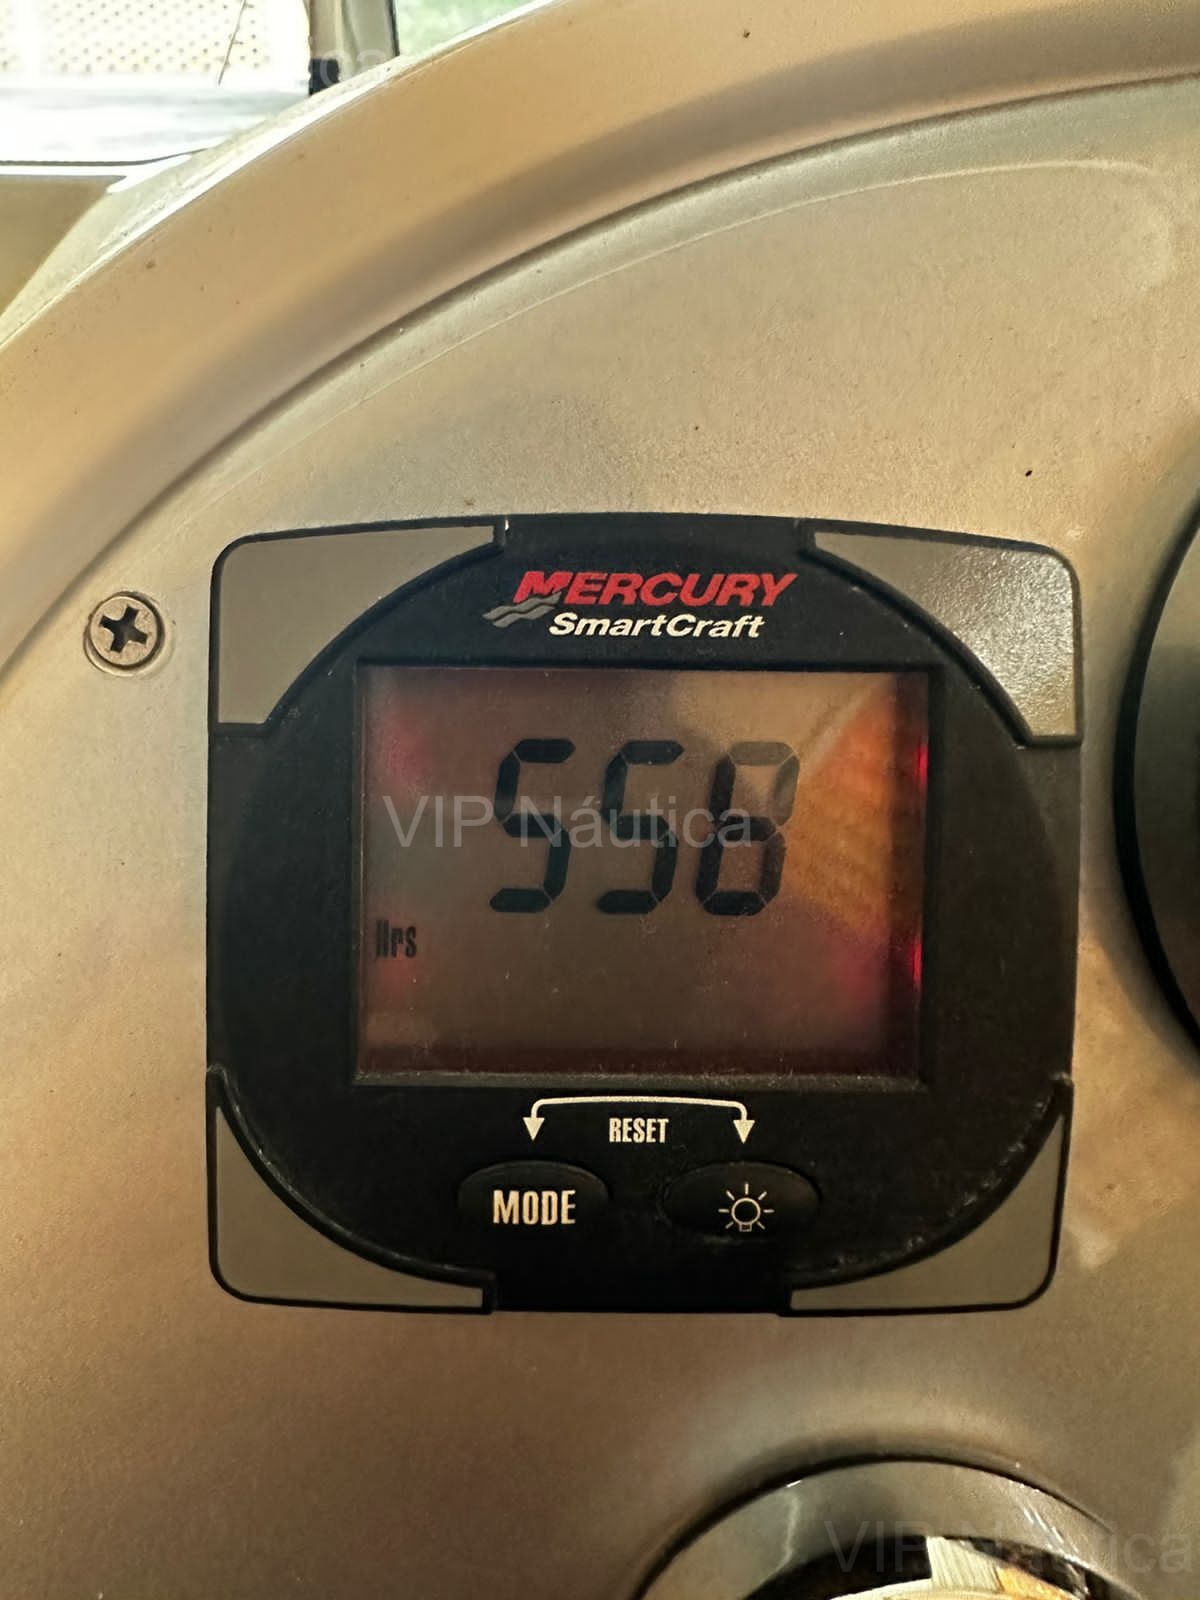 MERCURY
SmartCraft
558
VIP Náutica
Hrs
RESET
MODE
VIP Náutica